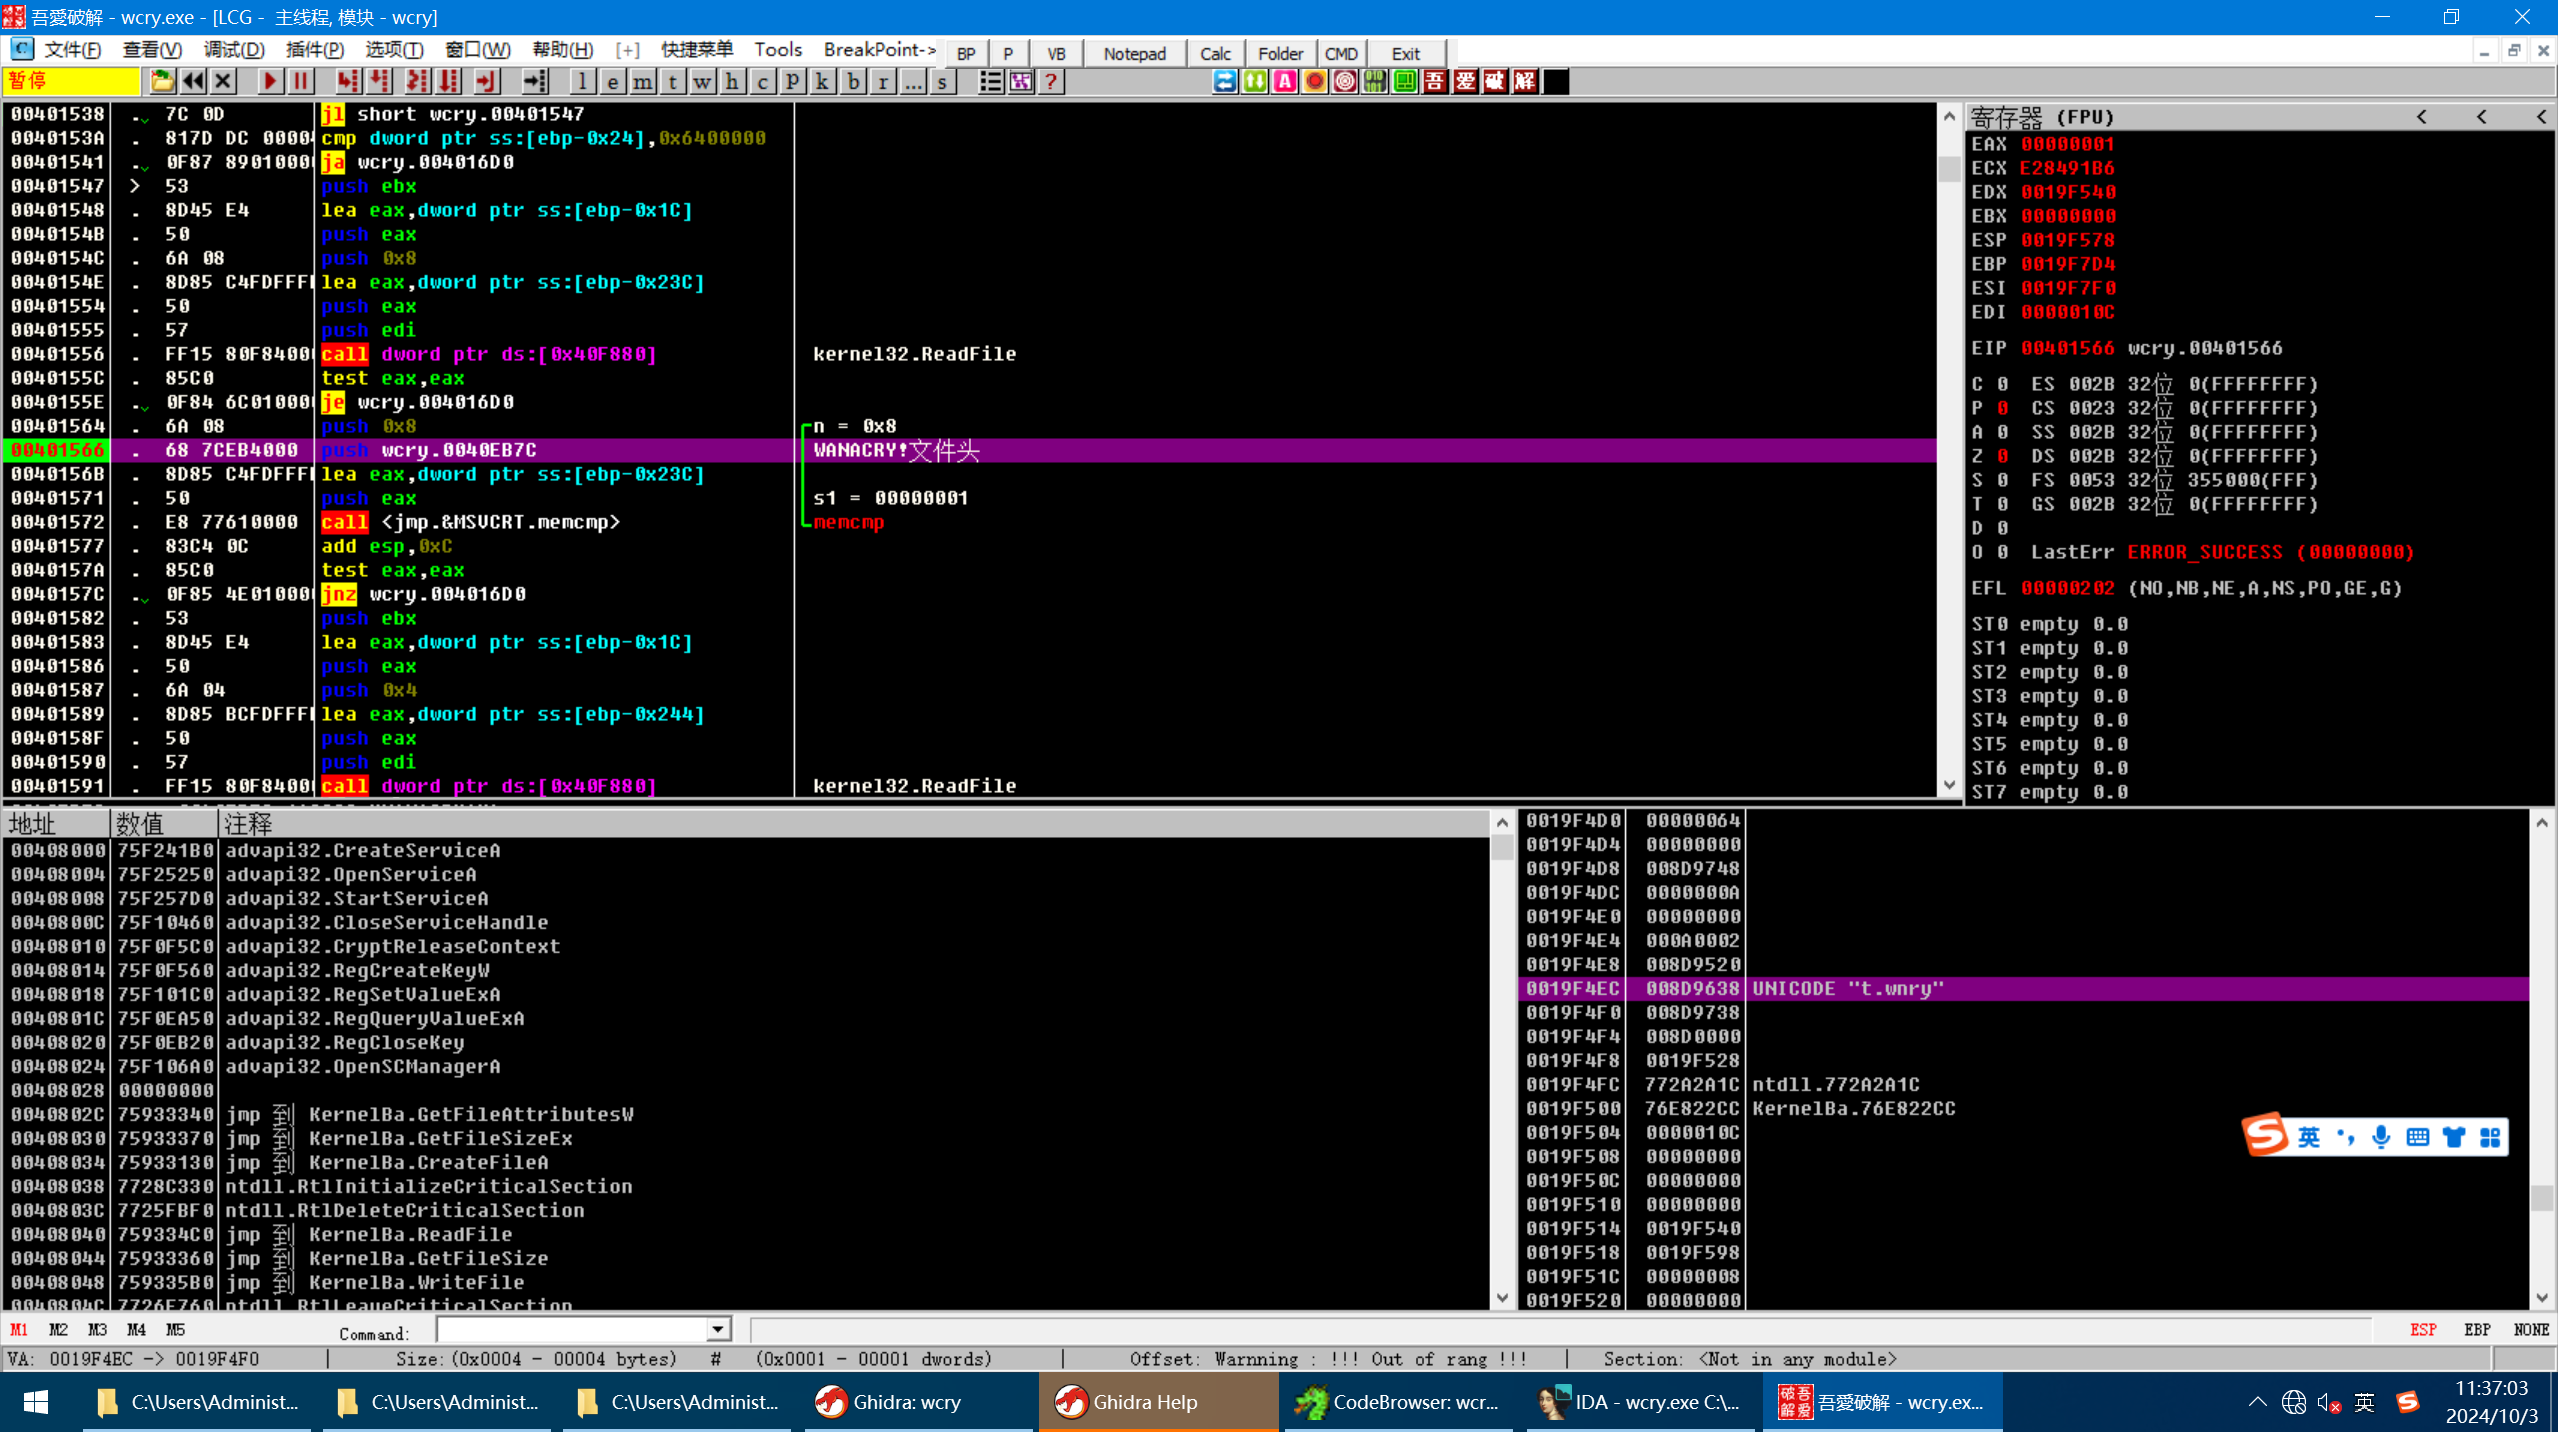 吾愛破解 - wcry.exe - [LCG - 主线程, 模块 - wcry]
文件(F) 查看(V) 调试(D) 插件(P) 选项(T) 窗口(W) 帮助(H) [+] 快捷菜单 Tools BreakPoint-> BP P VB Notepad Calc Folder CMD Exit
暂停 l e m t w h c p k b r ... s ? A 吾 爱 破 解
00401538 . 7C 0D jl short wcry.00401547
0040153A . 817D DC 00004 cmp dword ptr ss:[ebp-0x24],0x6400000
00401541 . 0F87 89010000 ja wcry.004016D0
00401547 > 53 push ebx
00401548 . 8D45 E4 lea eax,dword ptr ss:[ebp-0x1C]
0040154B . 50 push eax
0040154C . 6A 08 push 0x8
0040154E . 8D85 C4FDFFFF lea eax,dword ptr ss:[ebp-0x23C]
00401554 . 50 push eax
00401555 . 57 push edi
00401556 . FF15 80F84000 call dword ptr ds:[0x40F880] kernel32.ReadFile
0040155C . 85C0 test eax,eax
0040155E . 0F84 6C010000 je wcry.004016D0
00401564 . 6A 08 push 0x8 n = 0x8
00401566 . 68 7CEB4000 push wcry.0040EB7C WANACRY!文件头
0040156B . 8D85 C4FDFFFF lea eax,dword ptr ss:[ebp-0x23C]
00401571 . 50 push eax s1 = 00000001
00401572 . E8 77610000 call <jmp.&MSVCRT.memcmp> memcmp
00401577 . 83C4 0C add esp,0xC
0040157A . 85C0 test eax,eax
0040157C . 0F85 4E010000 jnz wcry.004016D0
00401582 . 53 push ebx
00401583 . 8D45 E4 lea eax,dword ptr ss:[ebp-0x1C]
00401586 . 50 push eax
00401587 . 6A 04 push 0x4
00401589 . 8D85 BCFDFFFF lea eax,dword ptr ss:[ebp-0x244]
0040158F . 50 push eax
00401590 . 57 push edi
00401591 . FF15 80F84000 call dword ptr ds:[0x40F880] kernel32.ReadFile
寄存器 (FPU) < < <
EAX 00000001
ECX E28491B6
EDX 0019F540
EBX 00000000
ESP 0019F578
EBP 0019F7D4
ESI 0019F7F0
EDI 0000010C
EIP 00401566 wcry.00401566
C 0 ES 002B 32位 0(FFFFFFFF)
P 0 CS 0023 32位 0(FFFFFFFF)
A 0 SS 002B 32位 0(FFFFFFFF)
Z 0 DS 002B 32位 0(FFFFFFFF)
S 0 FS 0053 32位 355000(FFF)
T 0 GS 002B 32位 0(FFFFFFFF)
D 0
O 0 LastErr ERROR_SUCCESS (00000000)
EFL 00000202 (NO,NB,NE,A,NS,PO,GE,G)
ST0 empty 0.0
ST1 empty 0.0
ST2 empty 0.0
ST3 empty 0.0
ST4 empty 0.0
ST5 empty 0.0
ST6 empty 0.0
ST7 empty 0.0
地址 数值 注释
00408000 75F241B0 advapi32.CreateServiceA
00408004 75F25250 advapi32.OpenServiceA
00408008 75F257D0 advapi32.StartServiceA
0040800C 75F10460 advapi32.CloseServiceHandle
00408010 75F0F5C0 advapi32.CryptReleaseContext
00408014 75F0F560 advapi32.RegCreateKeyW
00408018 75F101C0 advapi32.RegSetValueExA
0040801C 75F0EA50 advapi32.RegQueryValueExA
00408020 75F0EB20 advapi32.RegCloseKey
00408024 75F106A0 advapi32.OpenSCManagerA
00408028 00000000
0040802C 75933340 jmp 到 KernelBa.GetFileAttributesW
00408030 75933370 jmp 到 KernelBa.GetFileSizeEx
00408034 75933130 jmp 到 KernelBa.CreateFileA
00408038 7728C330 ntdll.RtlInitializeCriticalSection
0040803C 7725FBF0 ntdll.RtlDeleteCriticalSection
00408040 759334C0 jmp 到 KernelBa.ReadFile
00408044 75933360 jmp 到 KernelBa.GetFileSize
00408048 759335B0 jmp 到 KernelBa.WriteFile
0040804C 7726F760 ntdll.RtlLeaveCriticalSection
0019F4D0 00000064
0019F4D4 00000000
0019F4D8 008D9748
0019F4DC 0000000A
0019F4E0 00000000
0019F4E4 000A0002
0019F4E8 008D9520
0019F4EC 008D9638 UNICODE "t.wnry"
0019F4F0 008D9738
0019F4F4 008D0000
0019F4F8 0019F528
0019F4FC 772A2A1C ntdll.772A2A1C
0019F500 76E822CC KernelBa.76E822CC
0019F504 0000010C
0019F508 00000000
0019F50C 00000000
0019F510 00000000
0019F514 0019F540
0019F518 0019F598
0019F51C 00000008
0019F520 00000000
英
M1 M2 M3 M4 M5 Command: ESP EBP NONE
VA: 0019F4EC -> 0019F4F0 | Size:(0x0004 - 00004 bytes) # (0x0001 - 00001 dwords) | Offset: Warnning : !!! Out of rang !!! | Section: <Not in any module>
C:\Users\Administ... C:\Users\Administ... C:\Users\Administ... Ghidra: wcry Ghidra Help CodeBrowser: wcr... IDA - wcry.exe C:\... 吾愛破解 - wcry.ex... 英 11:37:03
2024/10/3